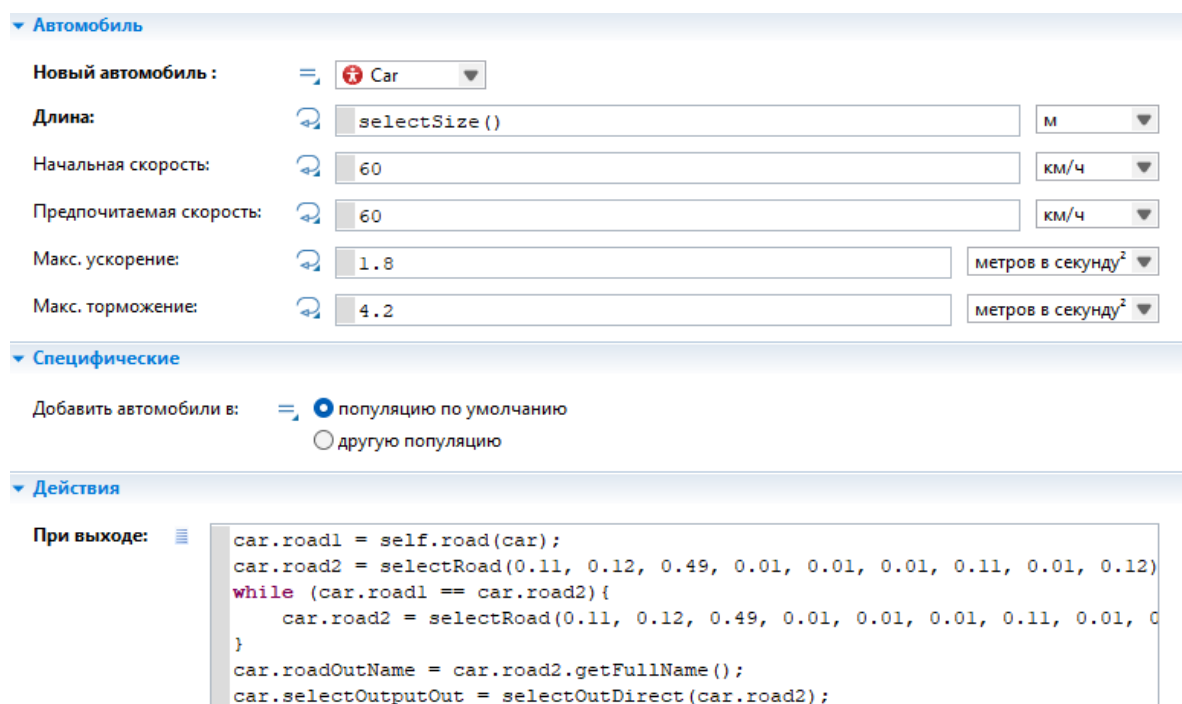 Автомобиль
Новый автомобиль : Car
Длина: selectSize() м
Начальная скорость: 60 км/ч
Предпочитаемая скорость: 60 км/ч
Макс. ускорение: 1.8 метров в секунду²
Макс. торможение: 4.2 метров в секунду²
Специфические
Добавить автомобили в: популяцию по умолчанию
другую популяцию
Действия
При выходе: car.road1 = self.road(car);
car.road2 = selectRoad(0.11, 0.12, 0.49, 0.01, 0.01, 0.01, 0.11, 0.01, 0.12)
while (car.road1 == car.road2){
car.road2 = selectRoad(0.11, 0.12, 0.49, 0.01, 0.01, 0.01, 0.11, 0.01,
}
car.roadOutName = car.road2.getFullName();
car.selectOutputOut = selectOutDirect(car.road2);